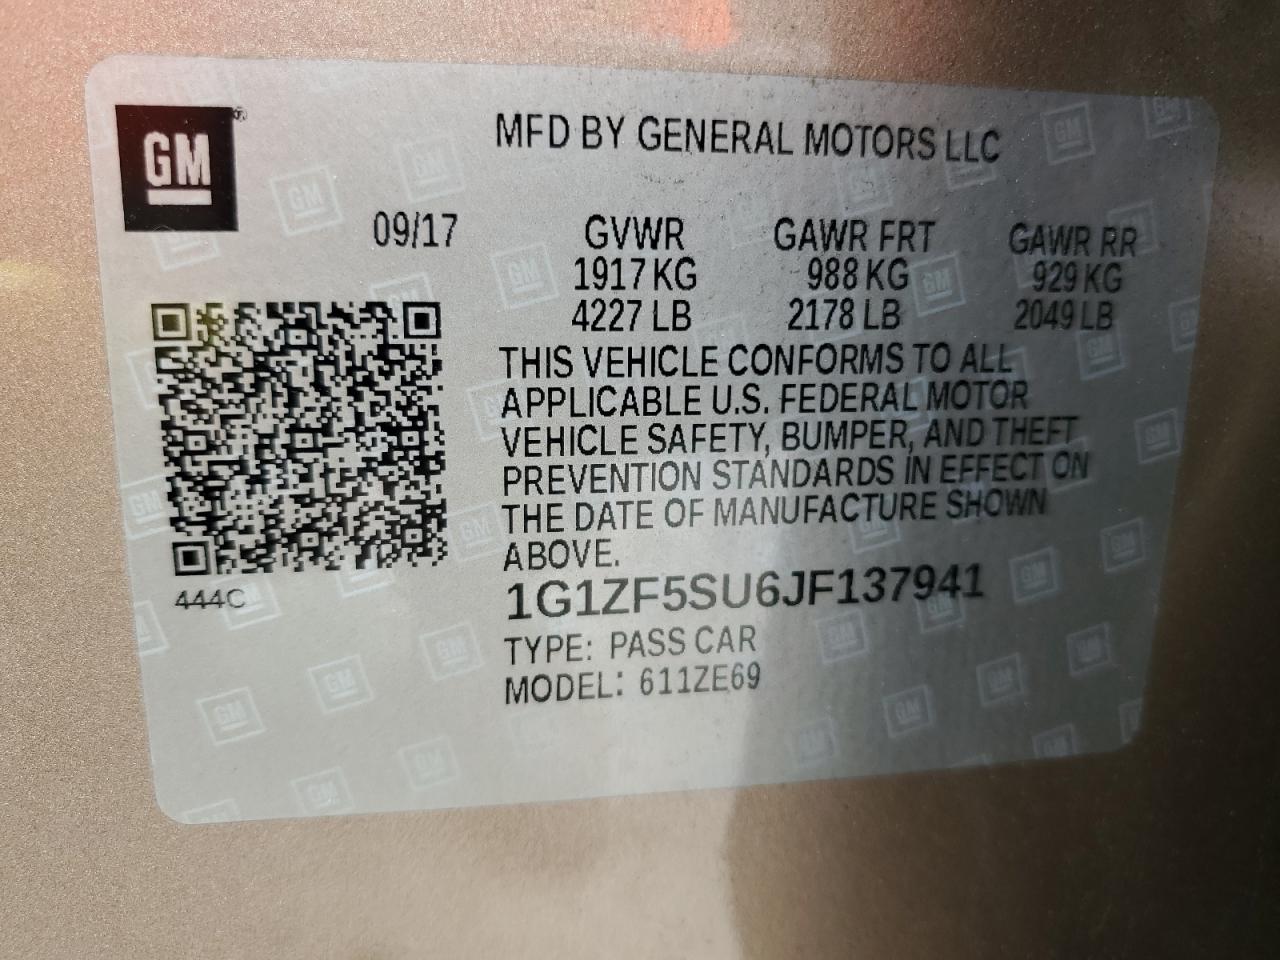 GM
MFD BY GENERAL MOTORS LLC
09/17 GVWR GAWR FRT GAWR RR
1917 KG 988 KG 929 KG
4227 LB 2178 LB 2049 LB
THIS VEHICLE CONFORMS TO ALL
APPLICABLE U.S. FEDERAL MOTOR
VEHICLE SAFETY, BUMPER, AND THEFT
PREVENTION STANDARDS IN EFFECT ON
THE DATE OF MANUFACTURE SHOWN
ABOVE.
444C
1G1ZF5SU6JF137941
TYPE: PASS CAR
MODEL: 611ZE69